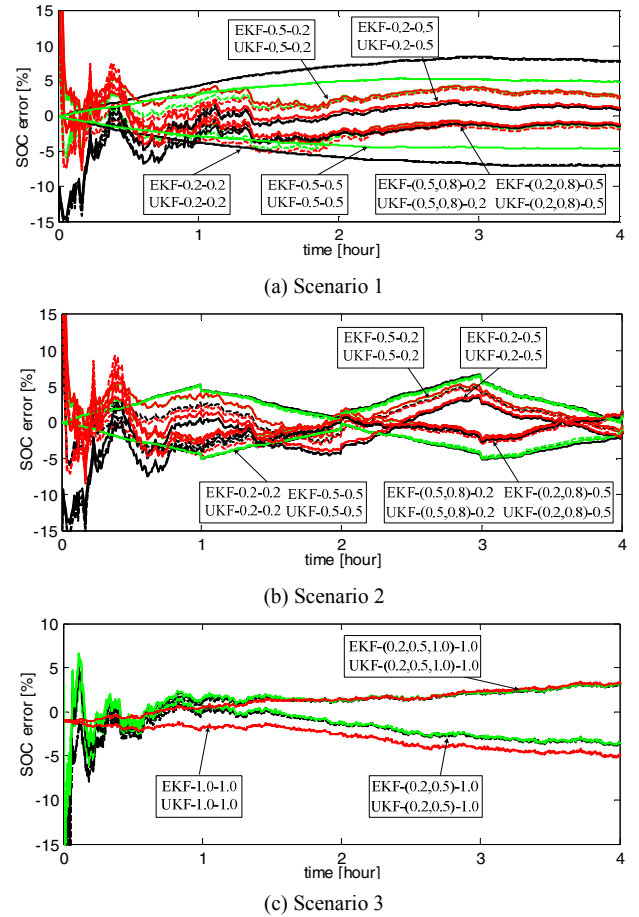 15
10
5
0
-5
-10
-15
SOC error [%]
EKF-0.5-0.2
UKF-0.5-0.2
EKF-0.2-0.5
UKF-0.2-0.5
EKF-0.2-0.2
UKF-0.2-0.2
EKF-0.5-0.5
UKF-0.5-0.5
EKF-(0.5,0.8)-0.2 EKF-(0.2,0.8)-0.5
UKF-(0.5,0.8)-0.2 UKF-(0.2,0.8)-0.5
0 1 2 3 4
time [hour]
(a) Scenario 1
15
10
5
0
-5
-10
-15
SOC error [%]
EKF-0.5-0.2
UKF-0.5-0.2
EKF-0.2-0.5
UKF-0.2-0.5
EKF-0.2-0.2 EKF-0.5-0.5
UKF-0.2-0.2 UKF-0.5-0.5
EKF-(0.5,0.8)-0.2 EKF-(0.2,0.8)-0.5
UKF-(0.5,0.8)-0.2 UKF-(0.2,0.8)-0.5
0 1 2 3 4
time [hour]
(b) Scenario 2
10
5
0
-5
-10
-15
SOC error [%]
EKF-(0.2,0.5,1.0)-1.0
UKF-(0.2,0.5,1.0)-1.0
EKF-1.0-1.0
UKF-1.0-1.0
EKF-(0.2,0.5)-1.0
UKF-(0.2,0.5)-1.0
0 1 2 3 4
time [hour]
(c) Scenario 3